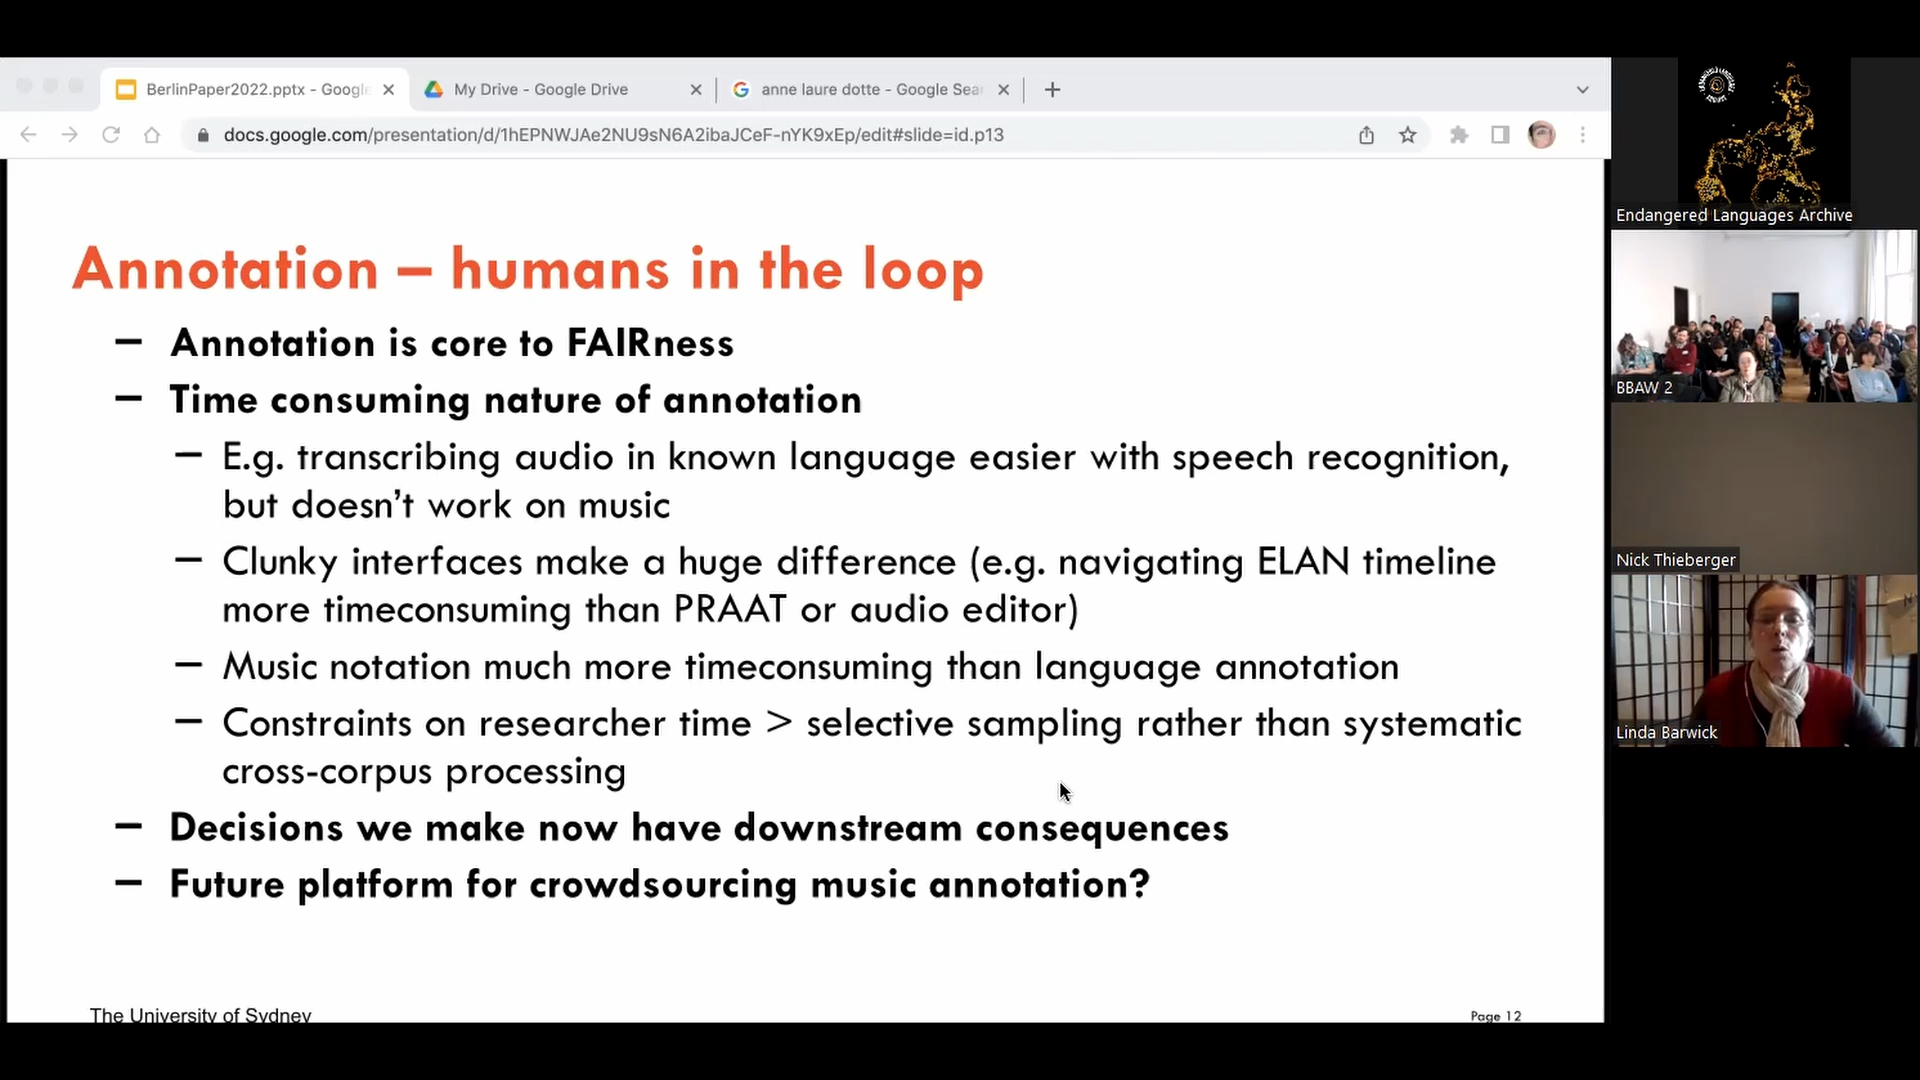 BerlinPaper2022.pptx - Google
My Drive - Google Drive
anne laure dotte - Google Sea
docs.google.com/presentation/d/1hEPNWJAe2NU9sN6A2ibaJCeF-nYK9xEp/edit#slide=id.p13
Annotation – humans in the loop
– Annotation is core to FAIRness
– Time consuming nature of annotation
– E.g. transcribing audio in known language easier with speech recognition,
but doesn’t work on music
– Clunky interfaces make a huge difference (e.g. navigating ELAN timeline
more timeconsuming than PRAAT or audio editor)
– Music notation much more timeconsuming than language annotation
– Constraints on researcher time > selective sampling rather than systematic
cross-corpus processing
– Decisions we make now have downstream consequences
– Future platform for crowdsourcing music annotation?
The University of Sydney
Page 12
Endangered Languages Archive
BBAW 2
Nick Thieberger
Linda Barwick